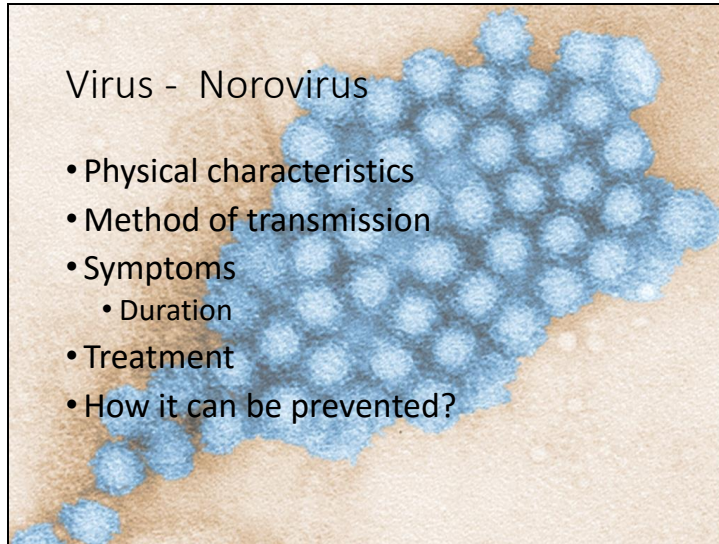 Virus -  Norovirus
• Physical characteristics
• Method of transmission
• Symptoms
• Duration
• Treatment
• How it can be prevented?